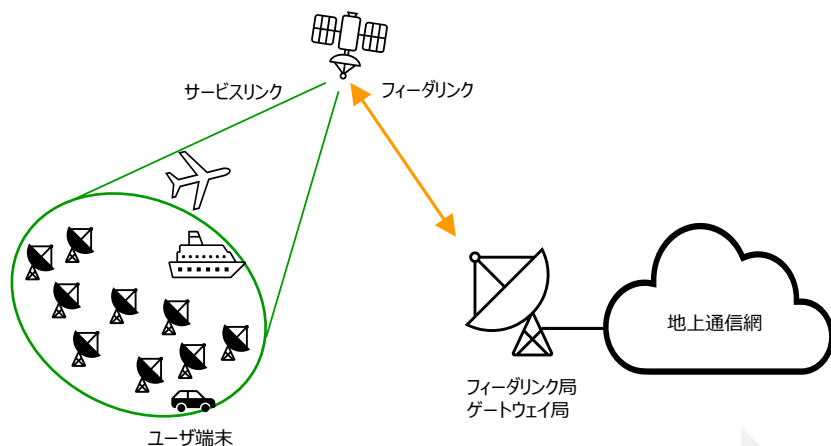 サービスリンク
フィーダリンク
地上通信網
フィーダリンク局
ゲートウェイ局
ユーザ端末